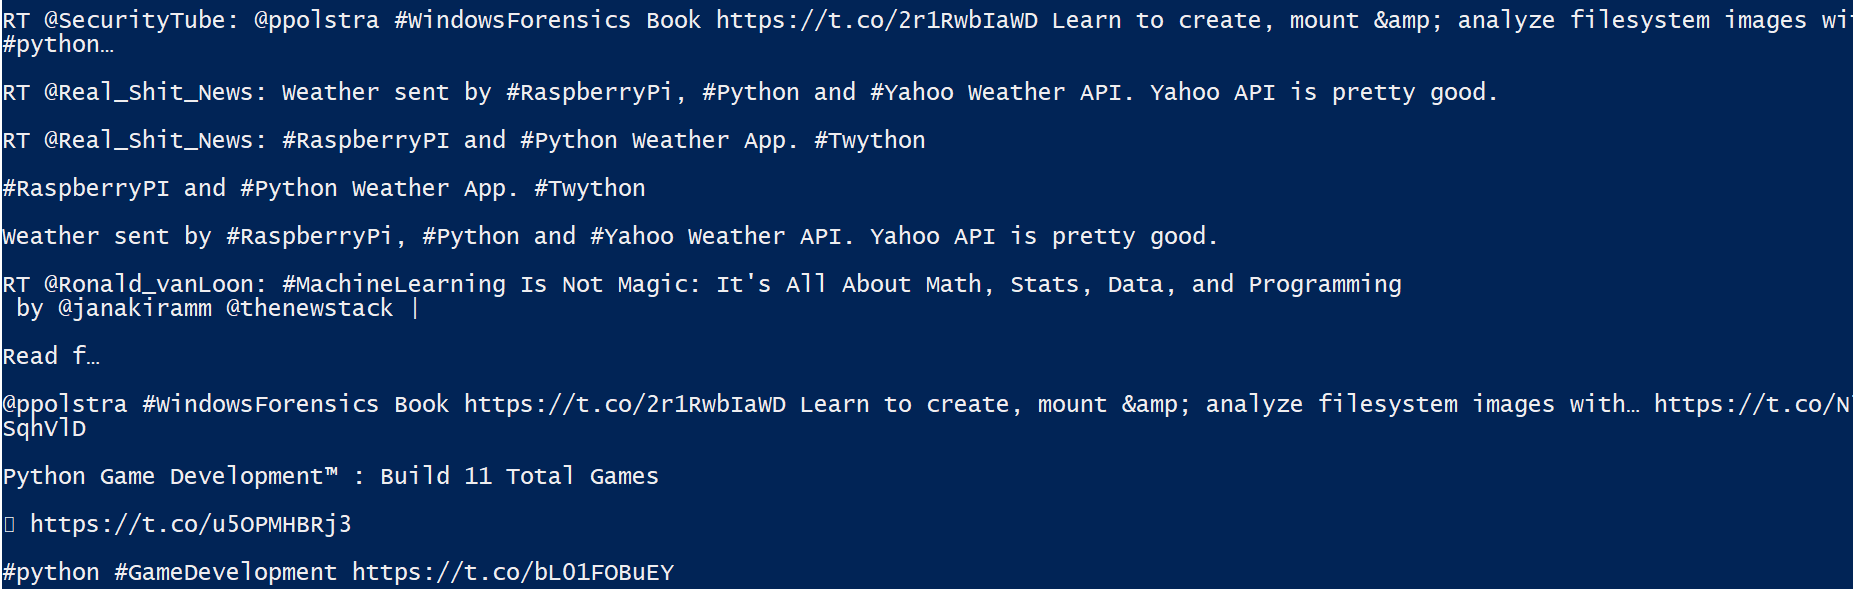 RT @SecurityTube: @ppolstra #WindowsForensics Book https://t.co/2r1RwbIaWD Learn to create, mount &amp; analyze filesystem images
#python…
RT @Real_Shit_News: Weather sent by #RaspberryPi, #Python and #Yahoo Weather API. Yahoo API is pretty good.
RT @Real_Shit_News: #RaspberryPI and #Python Weather App. #Twython
#RaspberryPI and #Python Weather App. #Twython
Weather sent by #RaspberryPi, #Python and #Yahoo Weather API. Yahoo API is pretty good.
RT @Ronald_vanLoon: #MachineLearning Is Not Magic: It's All About Math, Stats, Data, and Programming
by @janakiramm @thenewstack |
Read f…
@ppolstra #WindowsForensics Book https://t.co/2r1RwbIaWD Learn to create, mount &amp; analyze filesystem images with… https://t.co/N
SqhVlD
Python Game Development™ : Build 11 Total Games
https://t.co/u5OPMHBRj3
#python #GameDevelopment https://t.co/bLO1FOBuEY